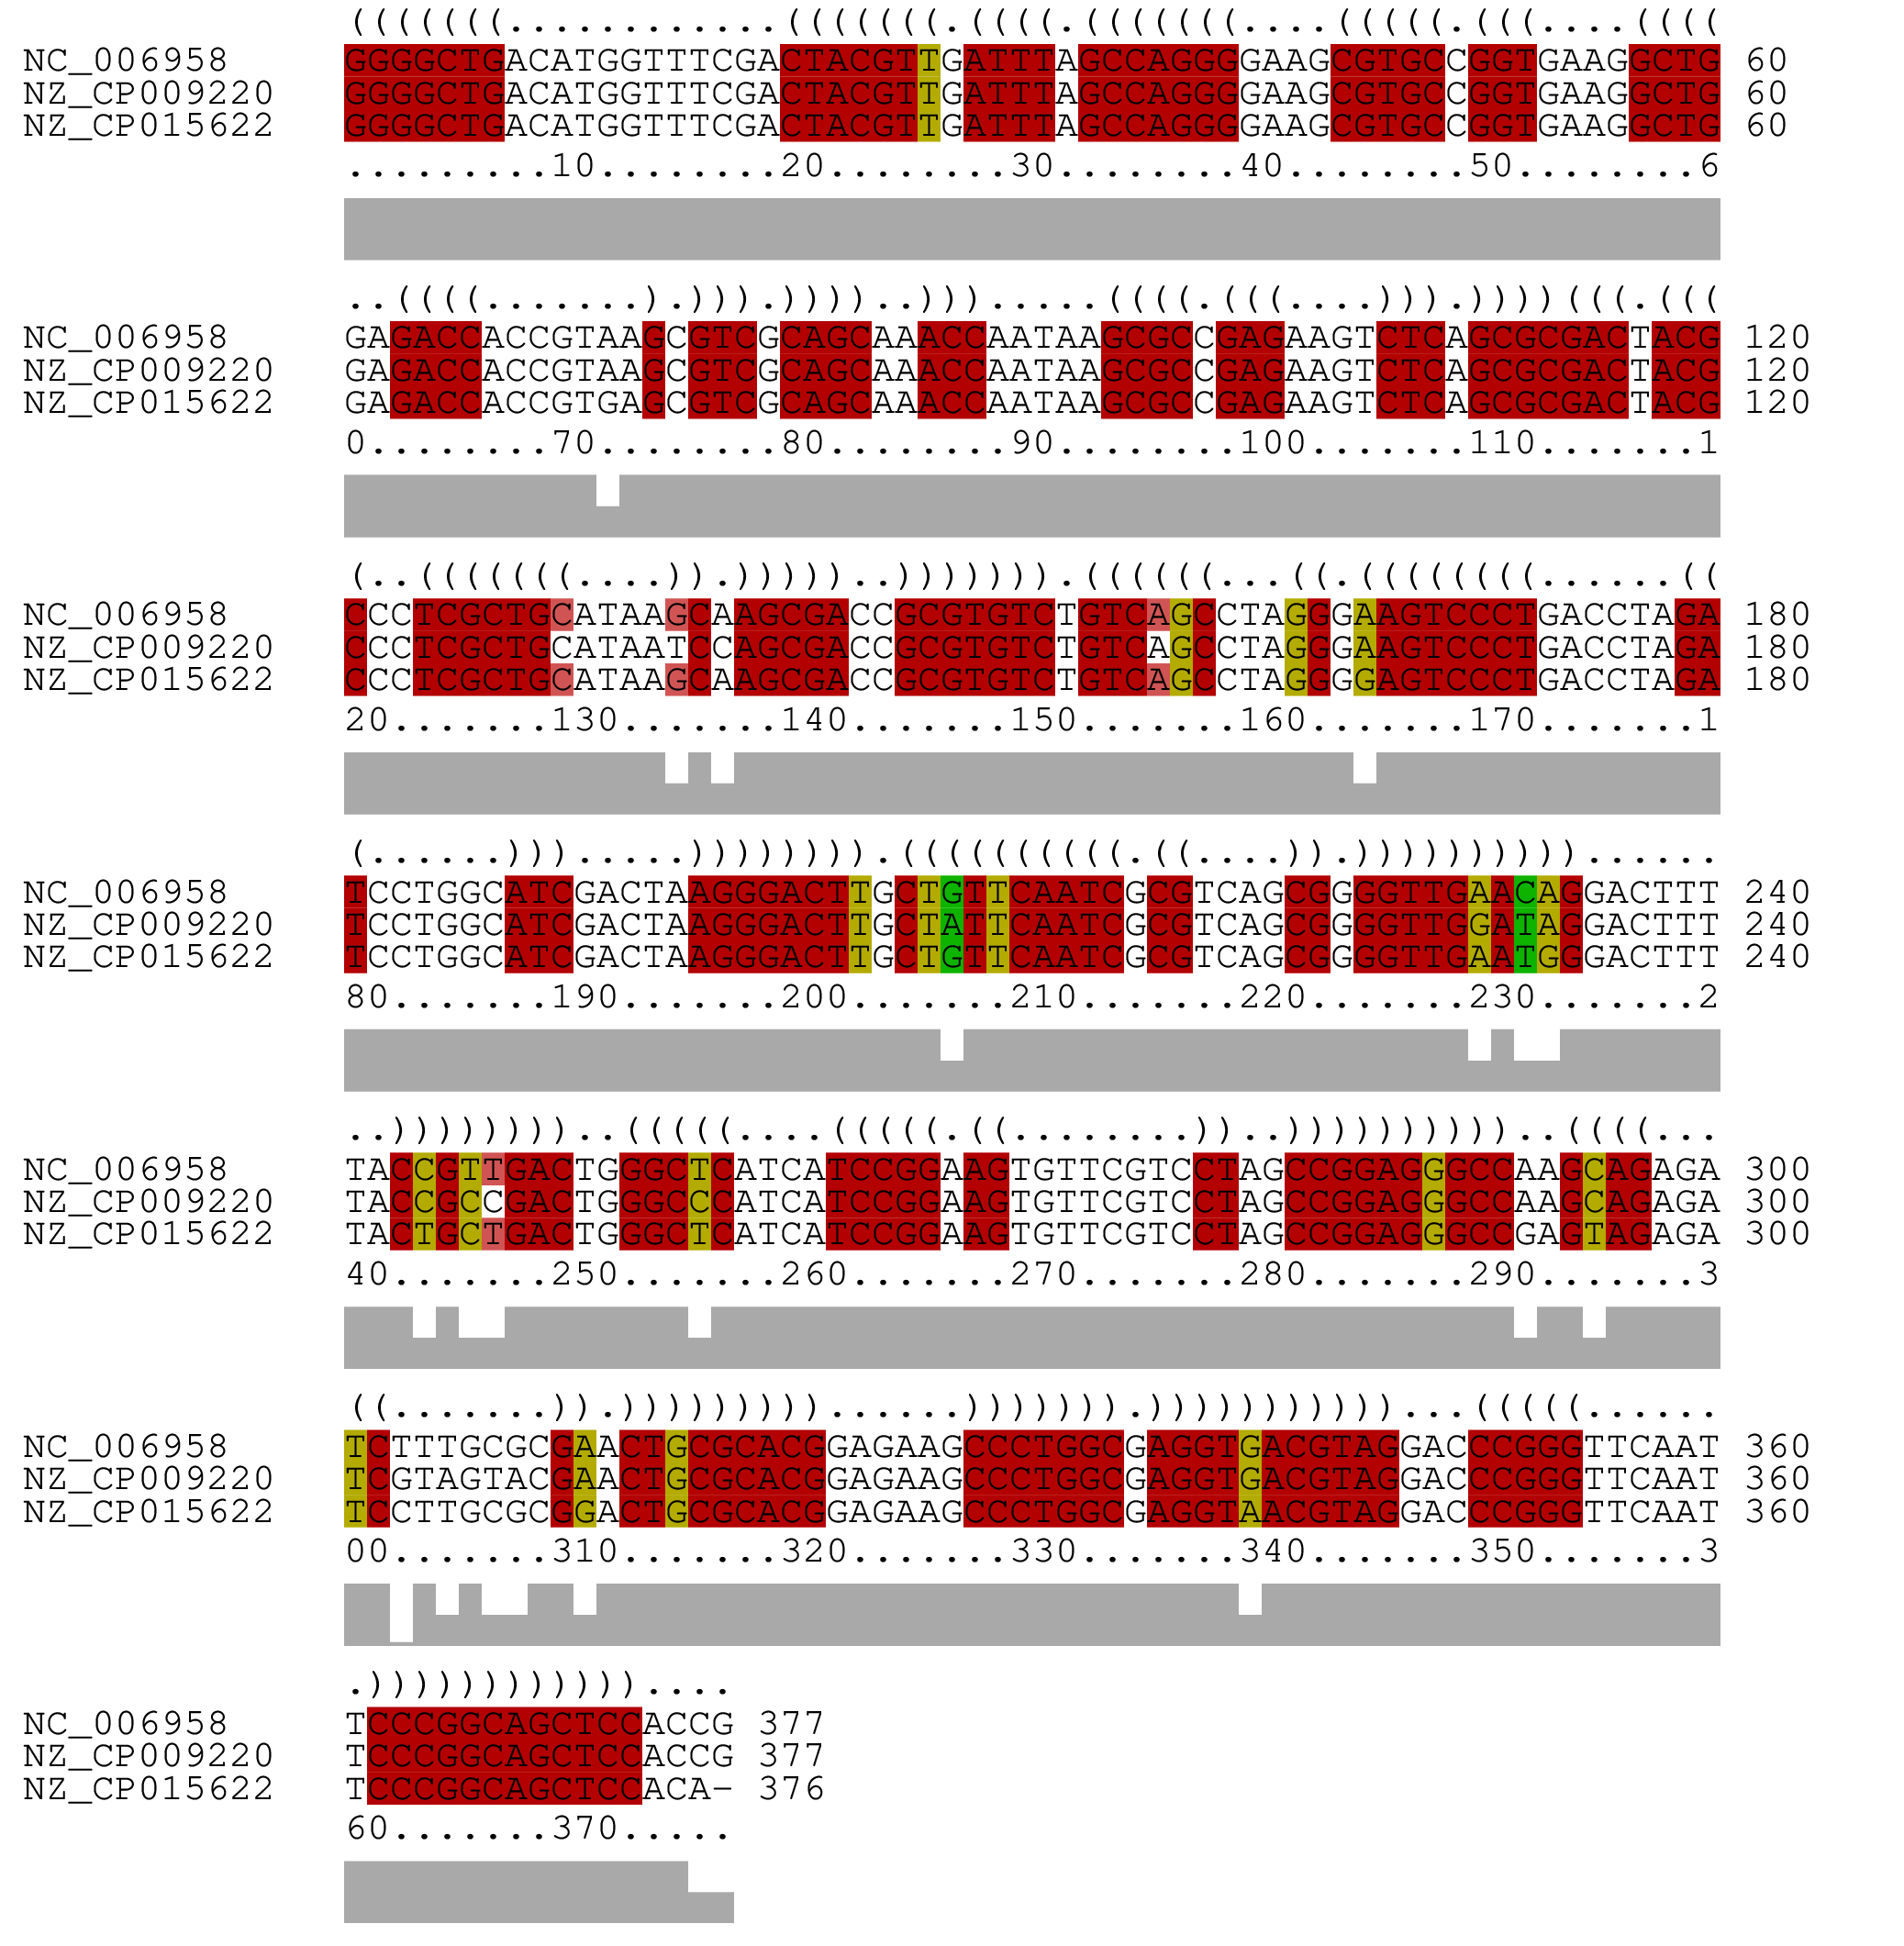 (((((((............(((((((.((((.(((((((....(((((.(((....((((
NC_006958 GGGGCTGACATGGTTTCGACTACGTTGATTTAGCCAGGGGAAGCGTGCCGGTGAAGGCTG 60
NZ_CP009220 GGGGCTGACATGGTTTCGACTACGTTGATTTAGCCAGGGGAAGCGTGCCGGTGAAGGCTG 60
NZ_CP015622 GGGGCTGACATGGTTTCGACTACGTTGATTTAGCCAGGGGAAGCGTGCCGGTGAAGGCTG 60
.........10........20........30........40........50........6
..((((.......).))).))))..))).....((((.(((....))).))))(((.(((
NC_006958 GAGACCACCGTAAGCGTCGCAGCAAACCAATAAGCGCCGAGAAGTCTCAGCGCGACTACG 120
NZ_CP009220 GAGACCACCGTAAGCGTCGCAGCAAACCAATAAGCGCCGAGAAGTCTCAGCGCGACTACG 120
NZ_CP015622 GAGACCACCGTGAGCGTCGCAGCAAACCAATAAGCGCCGAGAAGTCTCAGCGCGACTACG 120
0........70........80........90........100.......110.......1
(..(((((((....)).)))))..))))))).((((((...((.((((((((......((
NC_006958 CCCTCGCTGCATAAGCAAGCGACCGCGTGTCTGTCAGCCTAGGGAAGTCCCTGACCTAGA 180
NZ_CP009220 CCCTCGCTGCATAATCCAGCGACCGCGTGTCTGTCAGCCTAGGGAAGTCCCTGACCTAGA 180
NZ_CP015622 CCCTCGCTGCATAAGCAAGCGACCGCGTGTCTGTCAGCCTAGGGGAGTCCCTGACCTAGA 180
20.......130.......140.......150.......160.......170.......1
(......))).....)))))))).((((((((((.((....)).))))))))))......
NC_006958 TCCTGGCATCGACTAAGGGACTTGCTGTTCAATCGCGTCAGCGGGGTTGAACAGGACTTT 240
NZ_CP009220 TCCTGGCATCGACTAAGGGACTTGCTATTCAATCGCGTCAGCGGGGTTGGATAGGACTTT 240
NZ_CP015622 TCCTGGCATCGACTAAGGGACTTGCTGTTCAATCGCGTCAGCGGGGTTGAATGGGACTTT 240
80.......190.......200.......210.......220.......230.......2
..))))))))..(((((....(((((.((........))..))))))))))..((((...
NC_006958 TACCGTTGACTGGGCTCATCATCCGGAAGTGTTCGTCCTAGCCGGAGGGCCAAGCAGAGA 300
NZ_CP009220 TACCGCCGACTGGGCCCATCATCCGGAAGTGTTCGTCCTAGCCGGAGGGCCAAGCAGAGA 300
NZ_CP015622 TACTGCTGACTGGGCTCATCATCCGGAAGTGTTCGTCCTAGCCGGAGGGCCGAGTAGAGA 300
40.......250.......260.......270.......280.......290.......3
((.......)).)))))))))......))))))).)))))))))))...(((((......
NC_006958 TCTTTGCGCGAACTGCGCACGGAGAAGCCCTGGCGAGGTGACGTAGGACCCGGGTTCAAT 360
NZ_CP009220 TCGTAGTACGAACTGCGCACGGAGAAGCCCTGGCGAGGTGACGTAGGACCCGGGTTCAAT 360
NZ_CP015622 TCCTTGCGCGGACTGCGCACGGAGAAGCCCTGGCGAGGTAACGTAGGACCCGGGTTCAAT 360
00.......310.......320.......330.......340.......350.......3
.))))))))))))....
NC_006958 TCCCGGCAGCTCCACCG 377
NZ_CP009220 TCCCGGCAGCTCCACCG 377
NZ_CP015622 TCCCGGCAGCTCCACA- 376
60.......370.....